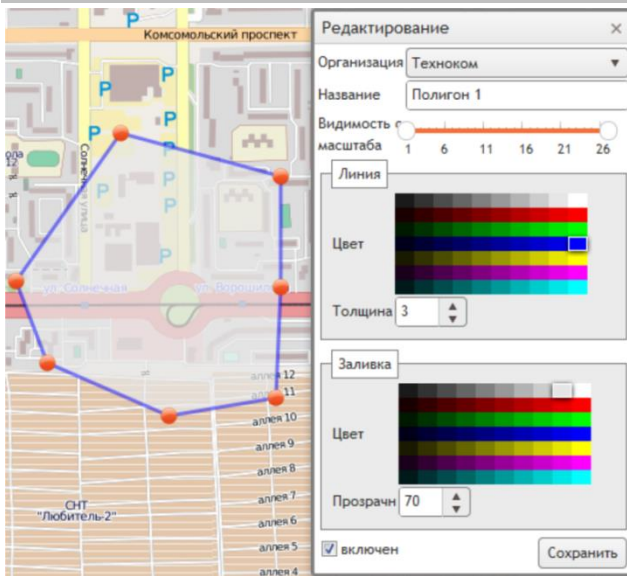 P
Комсомольский проспект
P
P
P
P
P
P
P
P
Солнечная улица
12
ул. Солнечная
ул. Ворошил
аллея 12
аллея 11
аллея 10
аллея 9
аллея 8
аллея 7
аллея 6
аллея 5
аллея 4
СНТ
"Любитель-2"
Редактирование
×
Организация Техноком
Название Полигон 1
Видимость с
масштаба
1 6 11 16 21 26
Линия
Цвет
Толщина 3
Заливка
Цвет
Прозрачн 70
включен
Сохранить